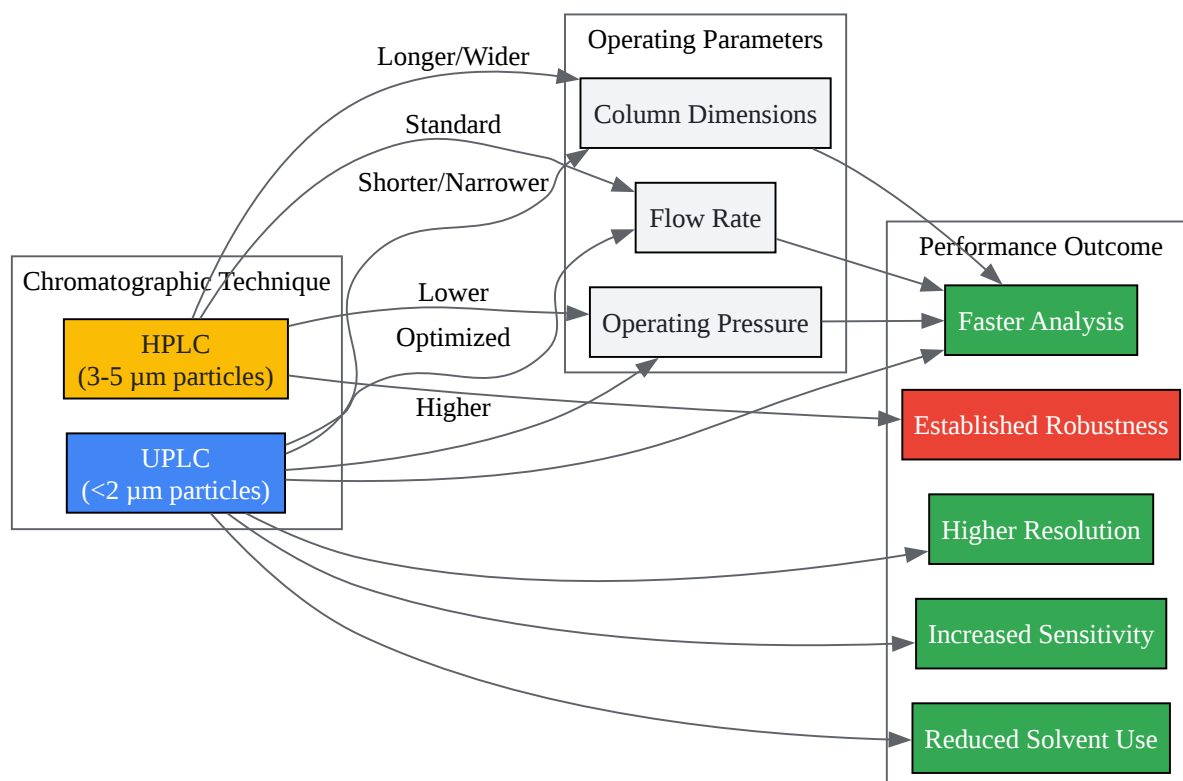 Operating Parameters
Longer/Wider
Column Dimensions
Standard
Shorter/Narrower
Flow Rate
Performance Outcome
Chromatographic Technique
Lower
Faster Analysis
Operating Pressure
HPLC
(3-5 µm particles)
Optimized
Higher
Established Robustness
UPLC
(<2 µm particles)
Higher Resolution
Increased Sensitivity
Reduced Solvent Use